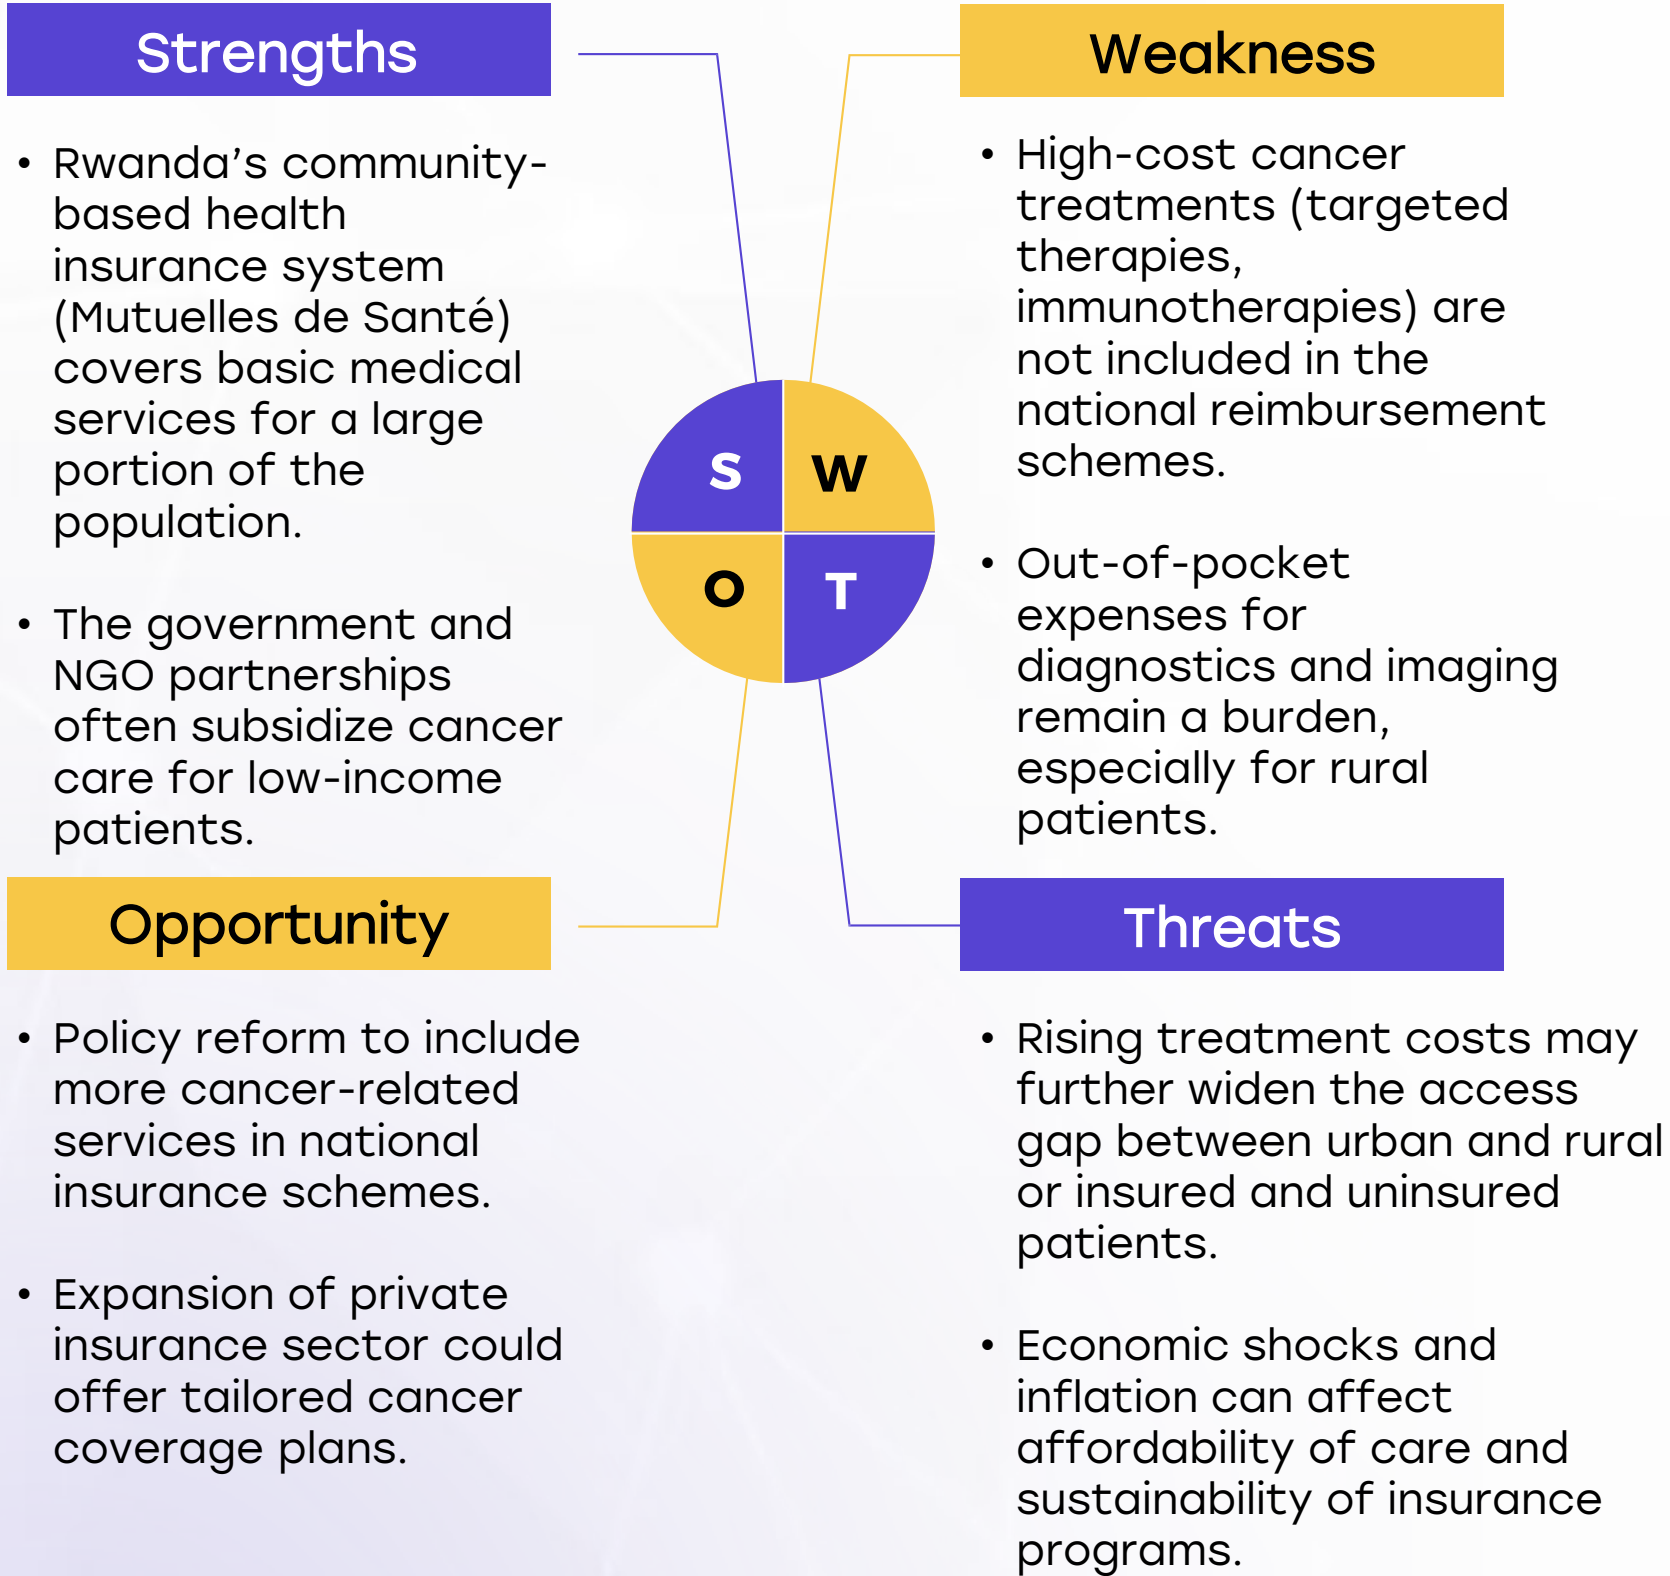 Strengths
• Rwanda's community-
based health
insurance system
(Mutuelles de Santé)
covers basic medical
services for a large
portion of the
population.
• The government and
NGO partnerships
often subsidize cancer
care for low-income
patients.
Weakness
• High-cost cancer
treatments (targeted
therapies,
immunotherapies) are
not included in the
national reimbursement
schemes.
• Out-of-pocket
expenses for
diagnostics and imaging
remain a burden,
especially for rural
patients.
S W
O T
Opportunity
• Policy reform to include
more cancer-related
services in national
insurance schemes.
• Expansion of private
insurance sector could
offer tailored cancer
coverage plans.
Threats
• Rising treatment costs may
further widen the access
gap between urban and rural
or insured and uninsured
patients.
• Economic shocks and
inflation can affect
affordability of care and
sustainability of insurance
programs.